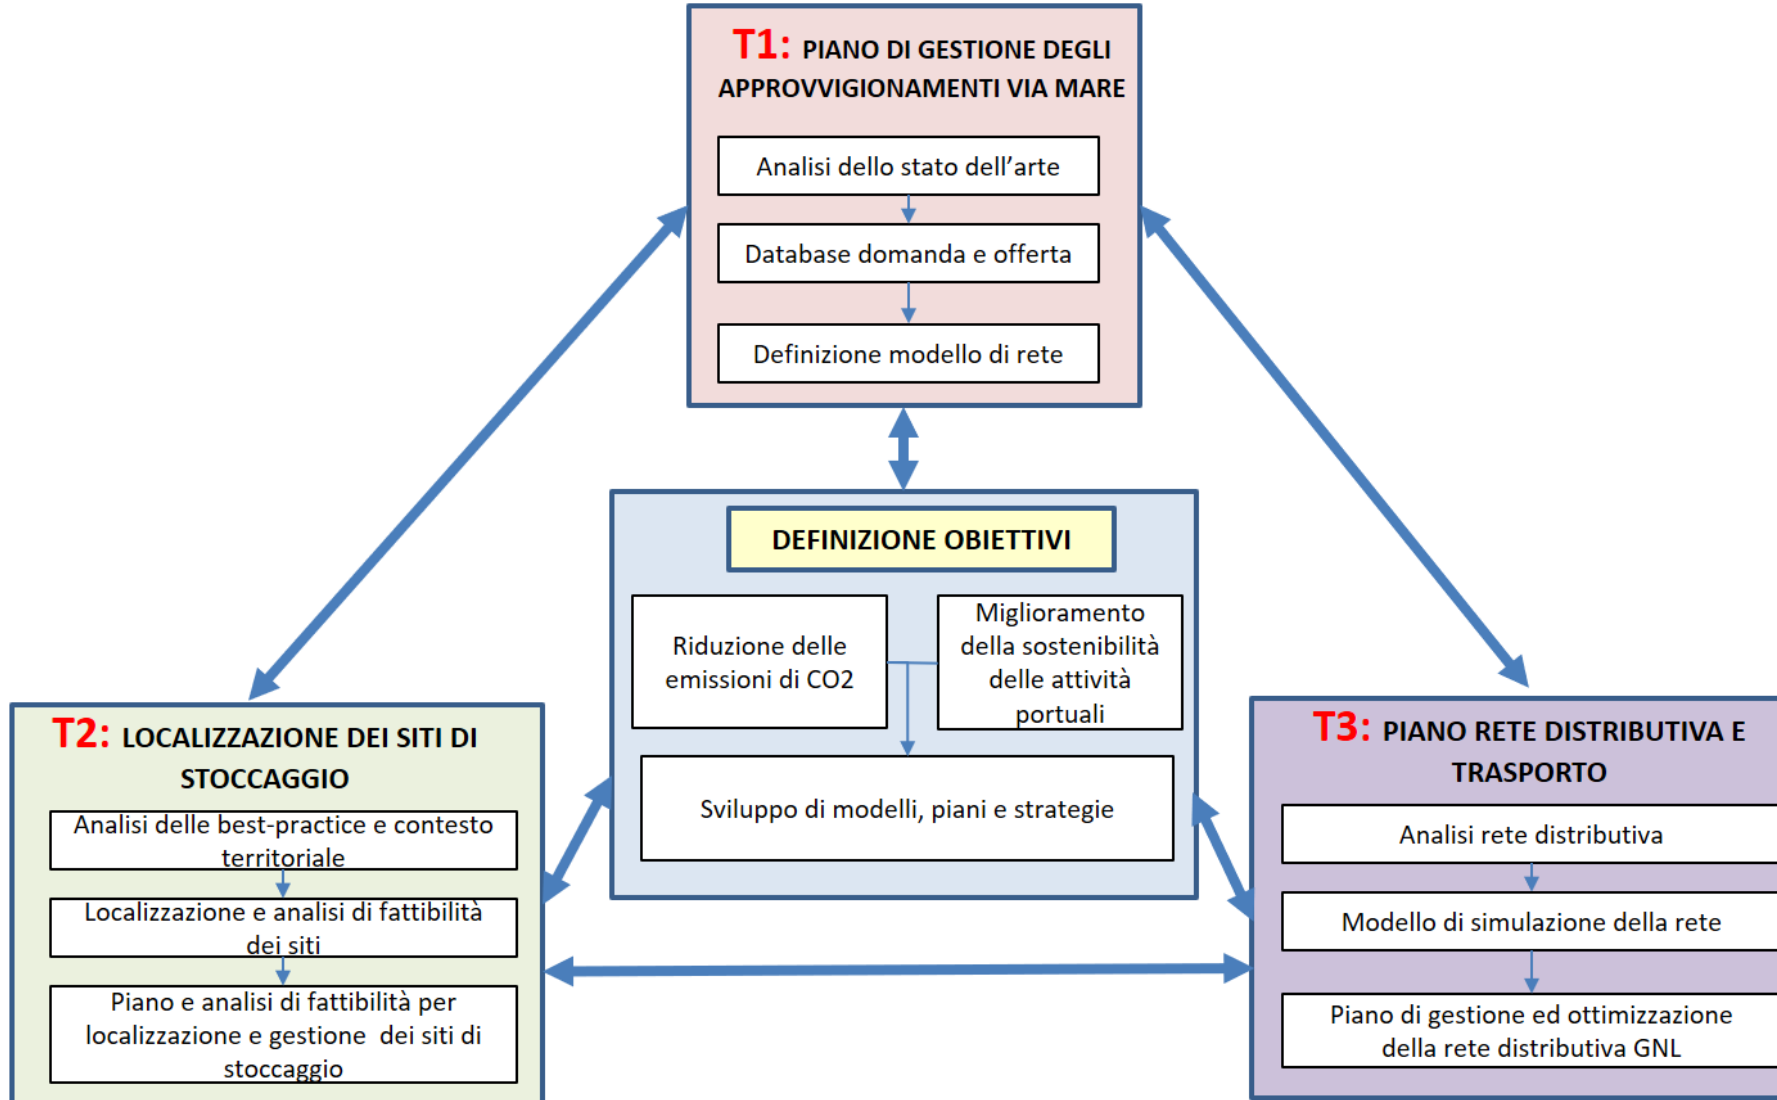 T1: PIANO DI GESTIONE DEGLI
APPROVVIGIONAMENTI VIA MARE
Analisi dello stato dell’arte
Database domanda e offerta
Definizione modello di rete
DEFINIZIONE OBIETTIVI
Riduzione delle
emissioni di CO2
Miglioramento
della sostenibilità
delle attività
portuali
Sviluppo di modelli, piani e strategie
T2: LOCALIZZAZIONE DEI SITI DI
STOCCAGGIO
Analisi delle best-practice e contesto
territoriale
Localizzazione e analisi di fattibilità
dei siti
Piano e analisi di fattibilità per
localizzazione e gestione dei siti di
stoccaggio
T3: PIANO RETE DISTRIBUTIVA E
TRASPORTO
Analisi rete distributiva
Modello di simulazione della rete
Piano di gestione ed ottimizzazione
della rete distributiva GNL